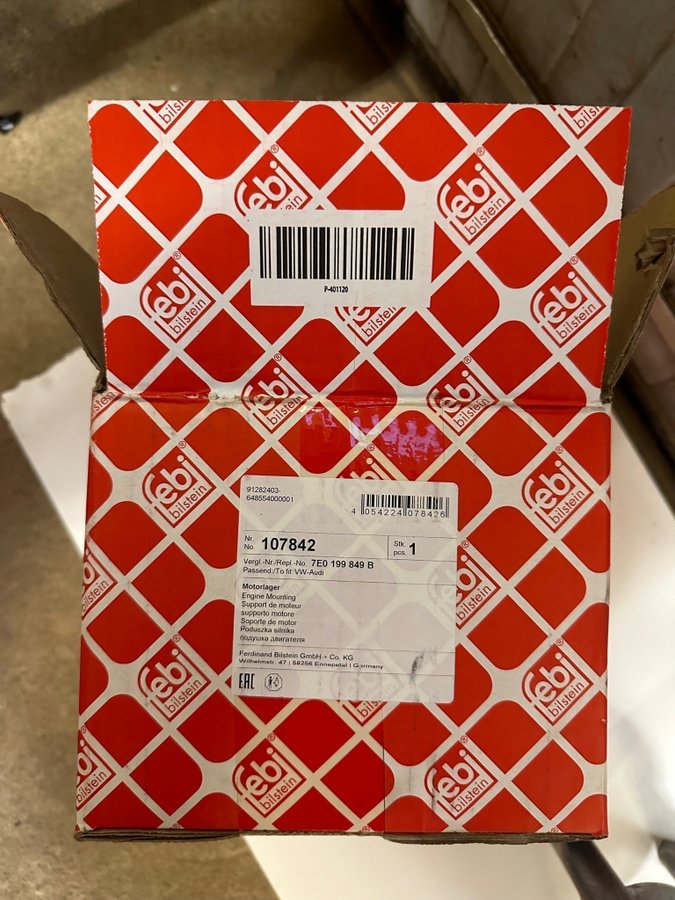 febi
bilstein
P-401120
91282403-
648554000001
4 054224 078426
Nr.
No. 107842
Stk.
pcs. 1
Vergl.-Nr./Repl.-No. 7E0 199 849 B
Passend:/To fit: VW-Audi
Motorlager
Engine Mounting
Support de moteur
supporto motore
Soporte de motor
Poduszka silnika
подушка двигателя
Ferdinand Bilstein GmbH + Co. KG
Wilhelmstr. 47 | 58256 Ennepetal | Germany
EAC